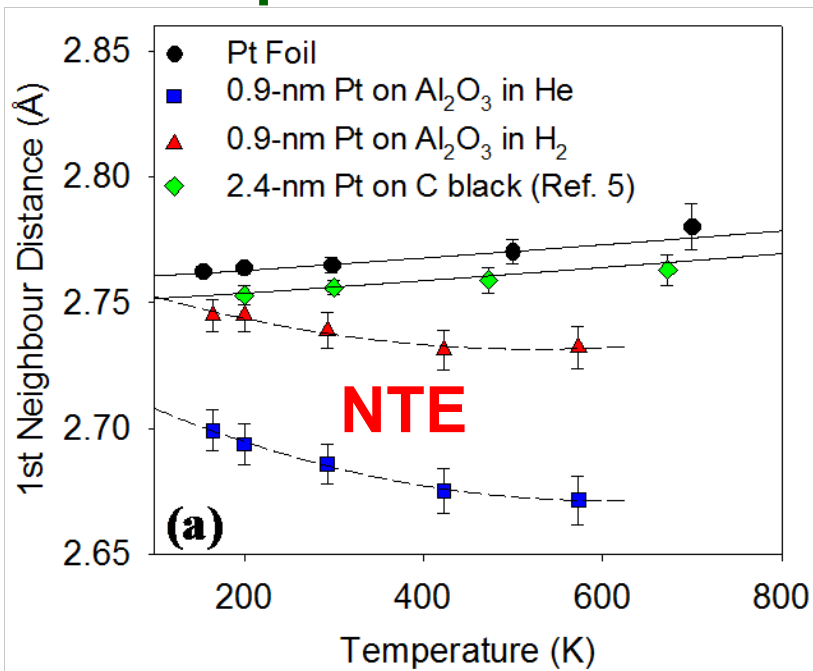 2.85
2.80
2.75
2.70
2.65
1st Neighbour Distance (Å)
Pt Foil
0.9-nm Pt on Al₂O₃ in He
0.9-nm Pt on Al₂O₃ in H₂
2.4-nm Pt on C black (Ref. 5)
NTE
(a)
200 400 600 800
Temperature (K)